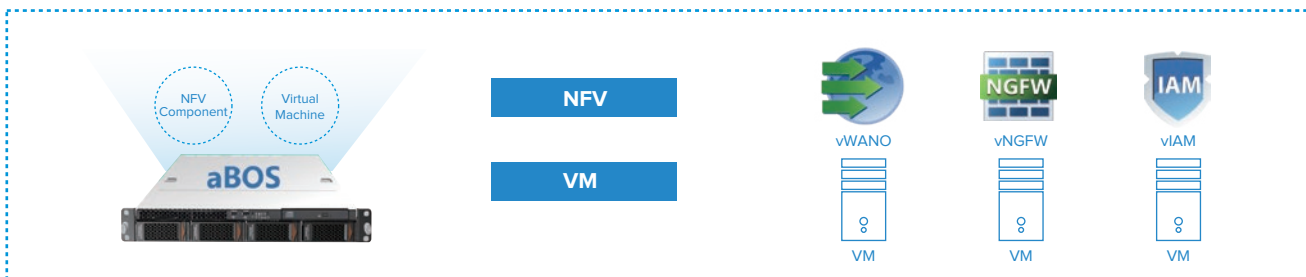 NFV
Component
Virtual
Machine
aBOS
NFV
VM
NGFW
IAM
vWANO
vNGFW
vIAM
VM
VM
VM